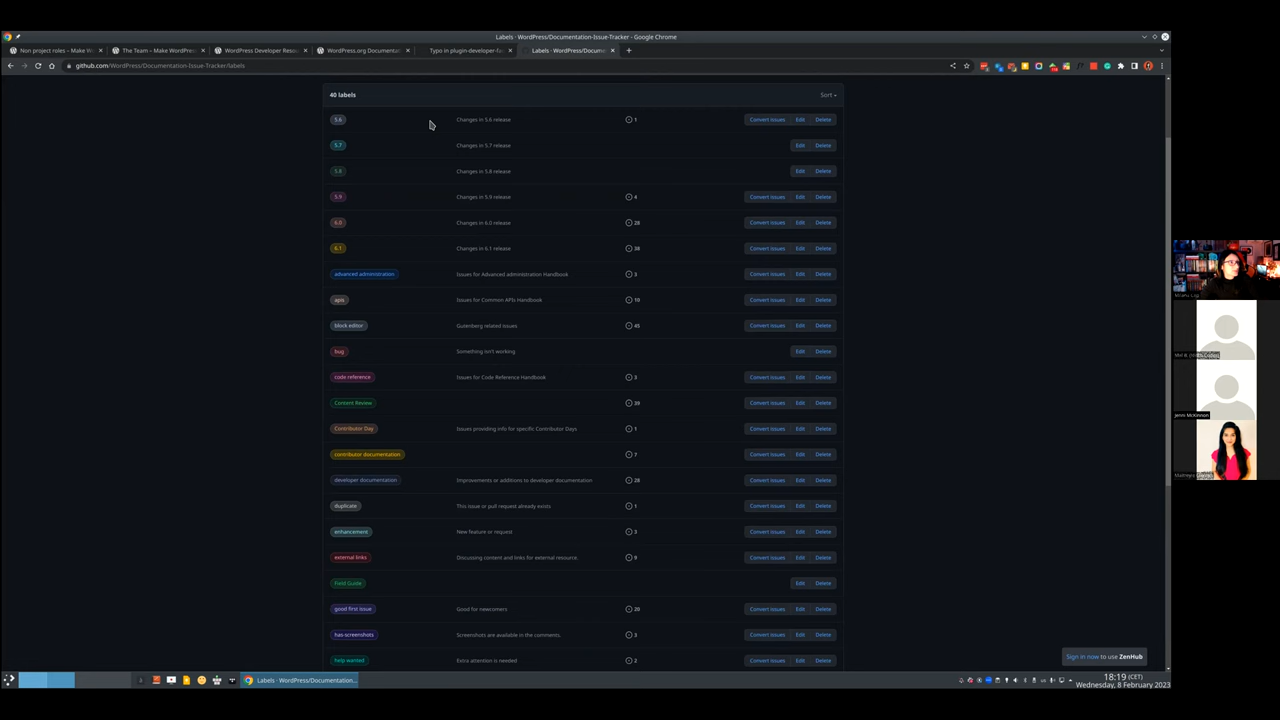 Labels · WordPress/Documentation-Issue-Tracker - Google Chrome
Non project roles – Make W
The Team – Make WordPres
WordPress Developer Reso
WordPress.org Documenta
Typo in plugin-developer-fa
Labels · WordPress/Docume
github.com/WordPress/Documentation-Issue-Tracker/labels
40 labels Sort
5.6 Changes in 5.6 release 1 Convert issues Edit Delete
5.7 Changes in 5.7 release Edit Delete
5.8 Changes in 5.8 release Edit Delete
5.9 Changes in 5.9 release 4 Convert issues Edit Delete
6.0 Changes in 6.0 release 28 Convert issues Edit Delete
6.1 Changes in 6.1 release 38 Convert issues Edit Delete
advanced administration Issues for Advanced administration Handbook 3 Convert issues Edit Delete
apis Issues for Common APIs Handbook 10 Convert issues Edit Delete
block editor Gutenberg related issues 45 Convert issues Edit Delete
bug Something isn't working Edit Delete
code reference Issues for Code Reference Handbook 3 Convert issues Edit Delete
Content Review 39 Convert issues Edit Delete
Contributor Day Issues providing info for specific Contributor Days 1 Convert issues Edit Delete
contributor documentation 7 Convert issues Edit Delete
developer documentation Improvements or additions to developer documentation 28 Convert issues Edit Delete
duplicate This issue or pull request already exists 1 Convert issues Edit Delete
enhancement New feature or request 3 Convert issues Edit Delete
external links Discussing content and links for external resource. 9 Convert issues Edit Delete
Field Guide Edit Delete
good first issue Good for newcomers 29 Convert issues Edit Delete
has-screenshots Screenshots are available in the comments. 3 Convert issues Edit Delete
help wanted Extra attention is needed 2 Convert issues Edit Delete
Sign in now to use ZenHub
Jenni McKinnon
Labels · WordPress/Documentation...
18:19 (CET)
Wednesday, 8 February 2023